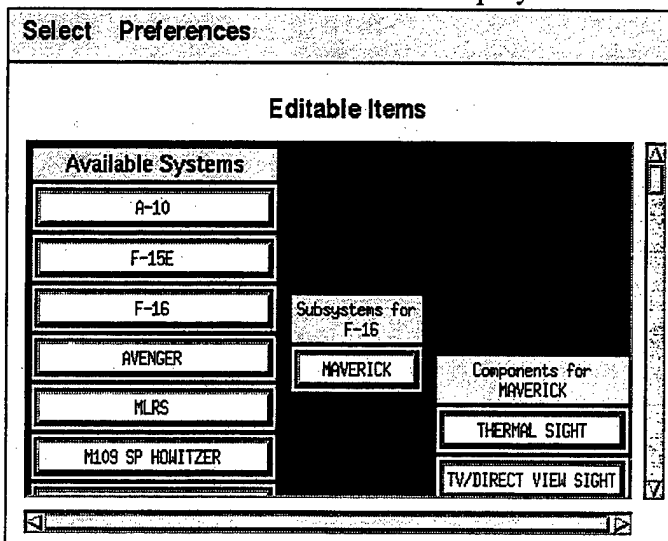 Select Preferences
Editable Items
Available Systems
A-10
F-15E
F-16
AVENGER
MLRS
M109 SP HOWITZER
Subsystems for
F-16
MAVERICK
Components for
MAVERICK
THERMAL SIGHT
TV/DIRECT VIEW SIGHT